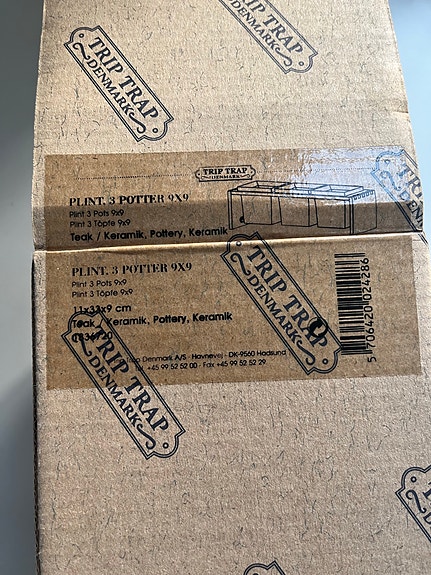 TRIP TRAP
TRIP TRAP
DENMARK
TRIP TRAP
DENMARK
PLINT. 3 POTTER 9X9
Plint 3 Pots 9x9
Plint 3 Töpfe 9x9
Teak / Keramik, Pottery, Keramik
TRIP TRAP
DENMARK
PLINT. 3 POTTER 9X9
Plint 3 Pots 9x9
Plint 3 Töpfe 9x9
11x33x9 cm
Teak / Keramik, Pottery, Keramik
Trap Denmark A/S · Havnevej · DK-9560 Hadsund
+45 99 52 52 00 · Fax +45 99 52 52 29
5 706420 024286
TRIP TRAP
DENMARK